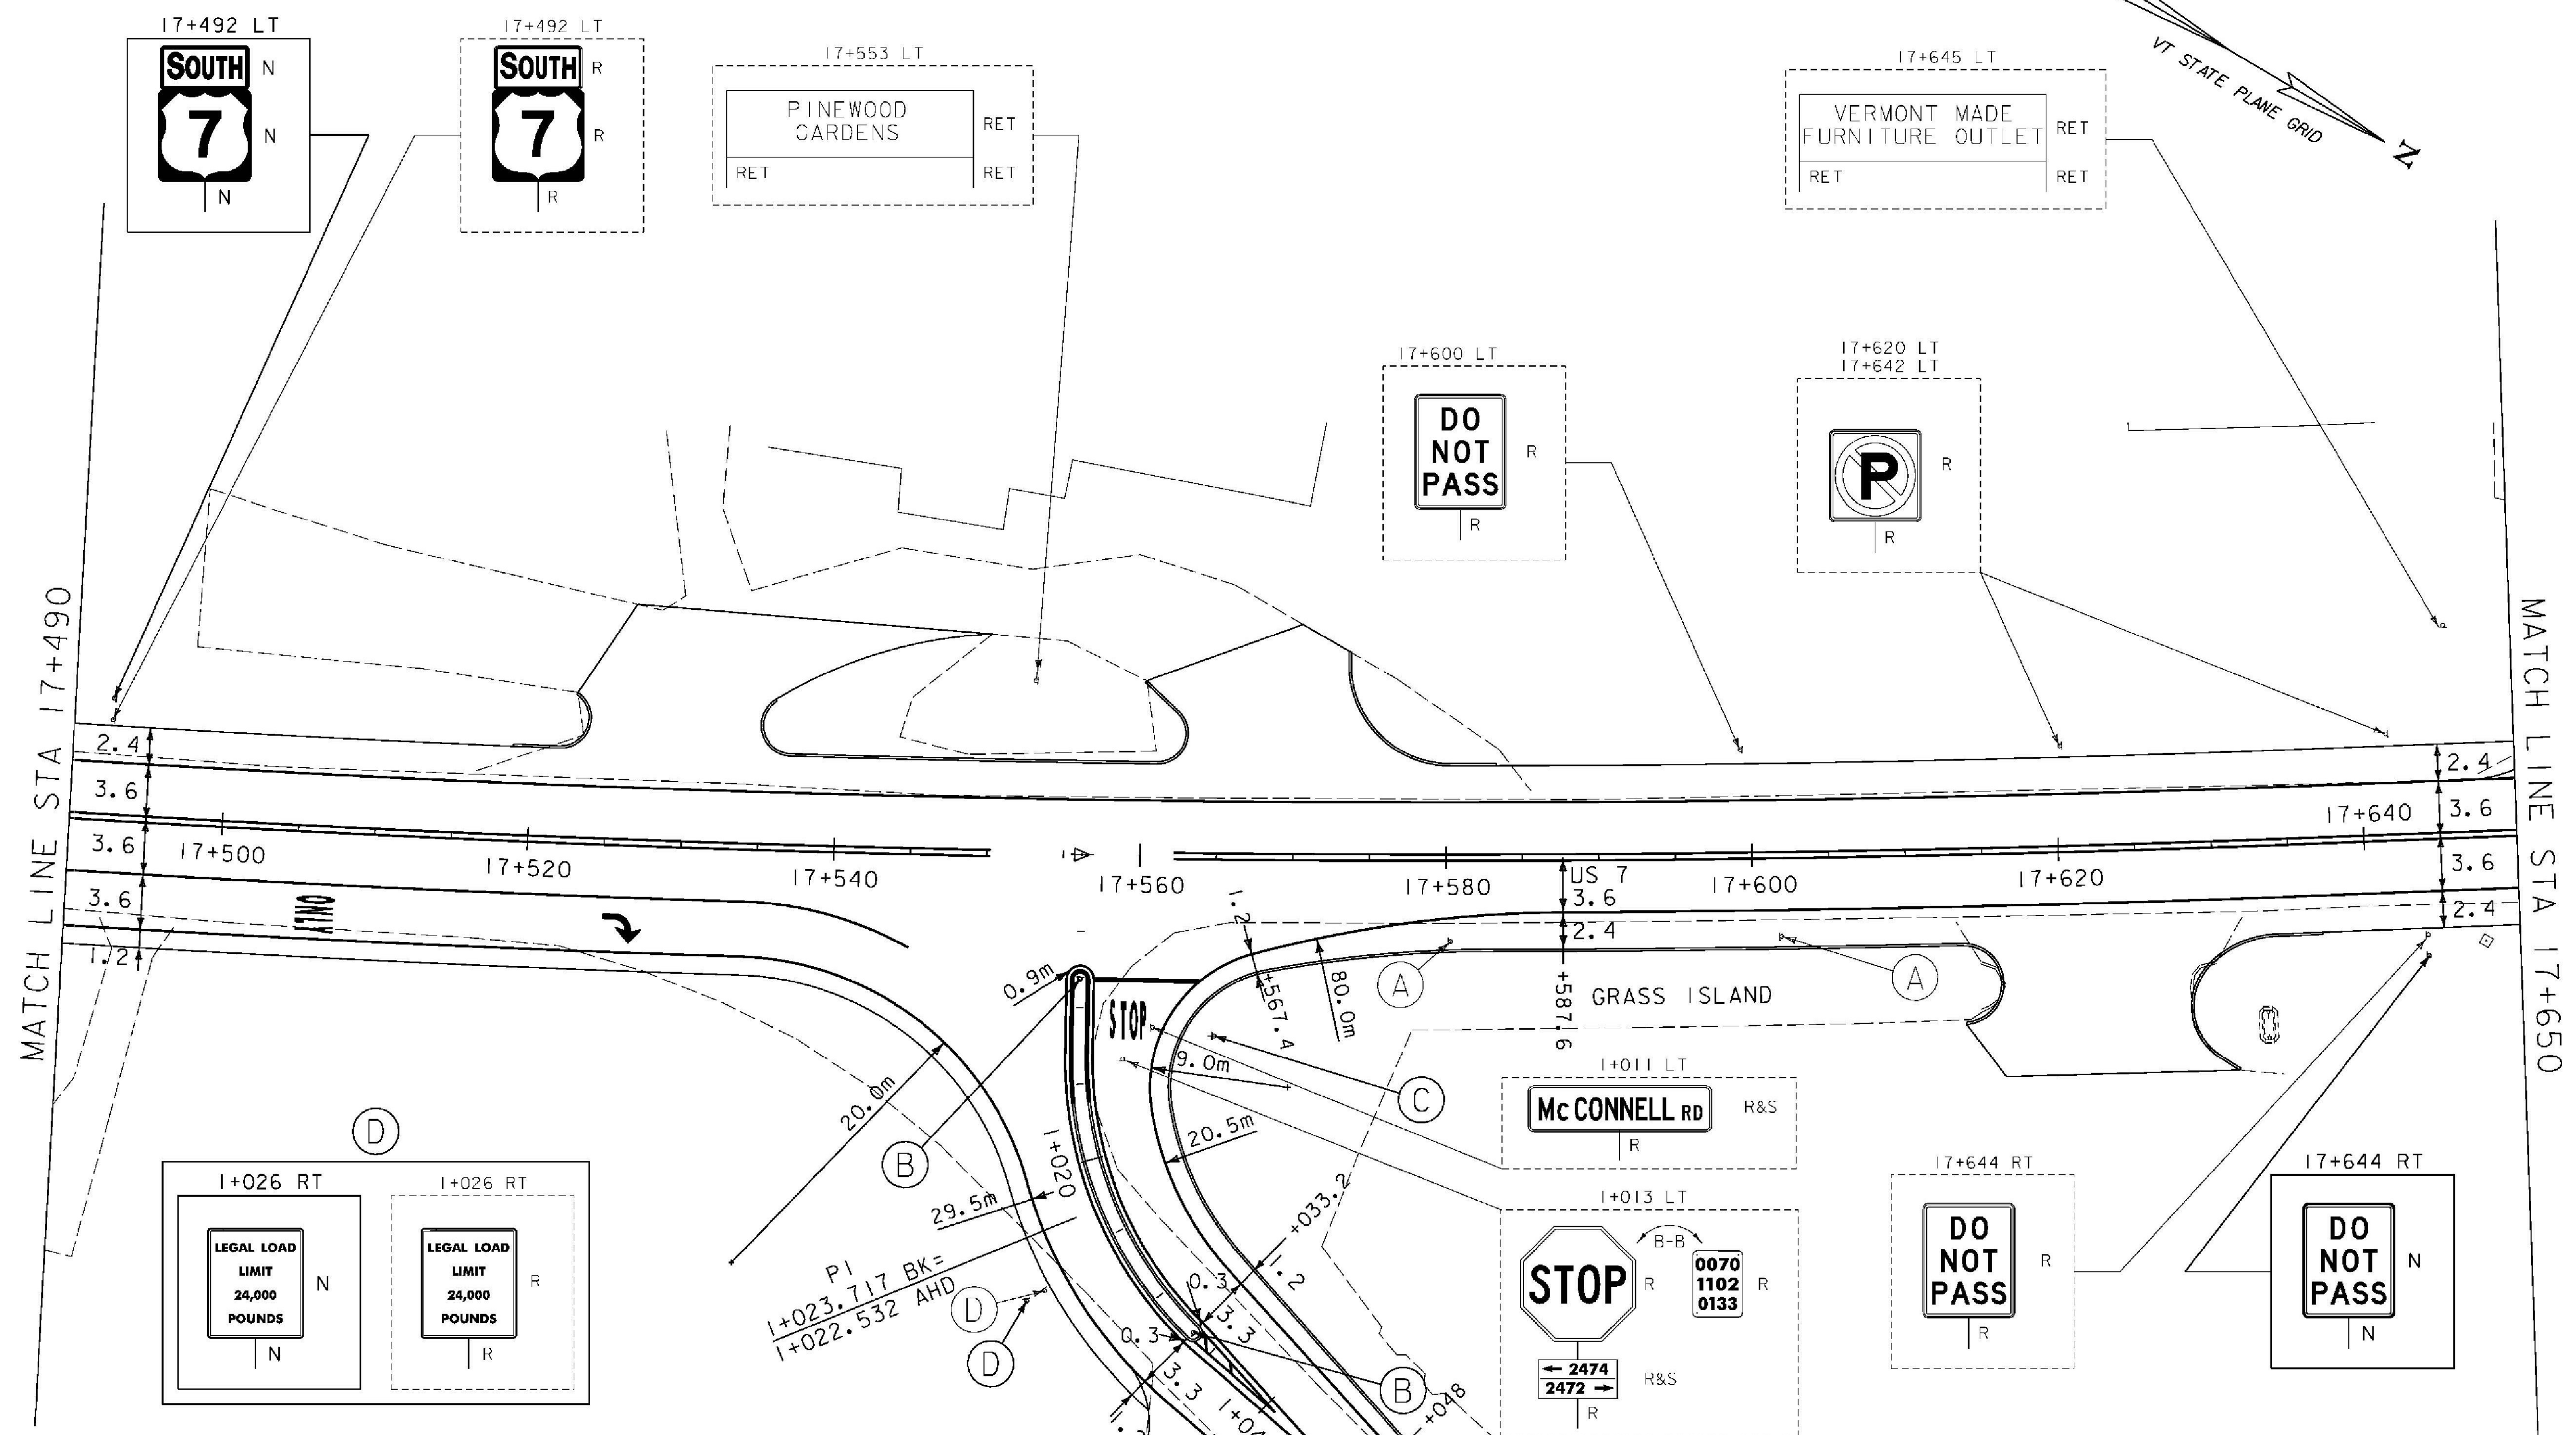 17+492 LT
SOUTH N
7 N
N
17+492 LT
SOUTH R
7 R
R
17+553 LT
PINEWOOD
GARDENS
RET
RET
RET
17+645 LT
VERMONT MADE
FURNITURE OUTLET
RET
RET
RET
VT STATE PLANE GRID
N
17+600 LT
DO
NOT
PASS
R
R
17+620 LT
17+642 LT
P
R
R
MATCH LINE STA 17+490
MATCH LINE STA 17+650
2.4
3.6
3.6
3.6
1.2
17+500
17+520
17+540
17+560
17+580
17+600
17+620
17+640
2.4
3.6
3.6
2.4
US 7
3.6
2.4
+587.6
ONLY
1.2
+567.4
80.0m
0.9m
STOP
9.0m
20.5m
20.0m
29.5m
1+020
A
A
GRASS ISLAND
C
B
B
D
D
PI
1+023.717 BK=
1+022.532 AHD
0.3
0.3
3.3
3.3
1.2
+033.2
+048
D
1+026 RT
LEGAL LOAD
LIMIT
24,000
POUNDS
N
N
1+026 RT
LEGAL LOAD
LIMIT
24,000
POUNDS
R
R
1+011 LT
Mc CONNELL RD R&S
R
1+013 LT
STOP
R
B-B
0070
1102
0133
R
← 2474
2472 →
R&S
R
17+644 RT
DO
NOT
PASS
R
R
17+644 RT
DO
NOT
PASS
N
N